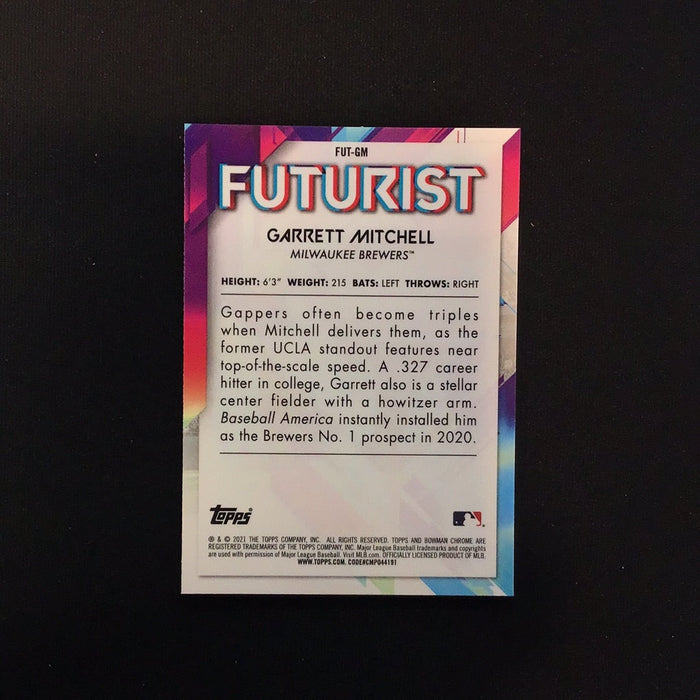 FUT-GM
FUTURIST
GARRETT MITCHELL
MILWAUKEE BREWERS™
HEIGHT: 6'3" WEIGHT: 215 BATS: LEFT THROWS: RIGHT
Gappers often become triples
when Mitchell delivers them, as the
former UCLA standout features near
top-of-the-scale speed. A .327 career
hitter in college, Garrett also is a stellar
center fielder with a howitzer arm.
Baseball America instantly installed him
as the Brewers No. 1 prospect in 2020.
Topps
® & © 2021 THE TOPPS COMPANY, INC. ALL RIGHTS RESERVED. TOPPS AND BOWMAN CHROME ARE
REGISTERED TRADEMARKS OF THE TOPPS COMPANY, INC. Major League Baseball trademarks and copyrights
are used with permission of Major League Baseball. Visit MLB.com. OFFICIALLY LICENSED PRODUCT OF MLB.
WWW.TOPPS.COM. CODE#CMP044191